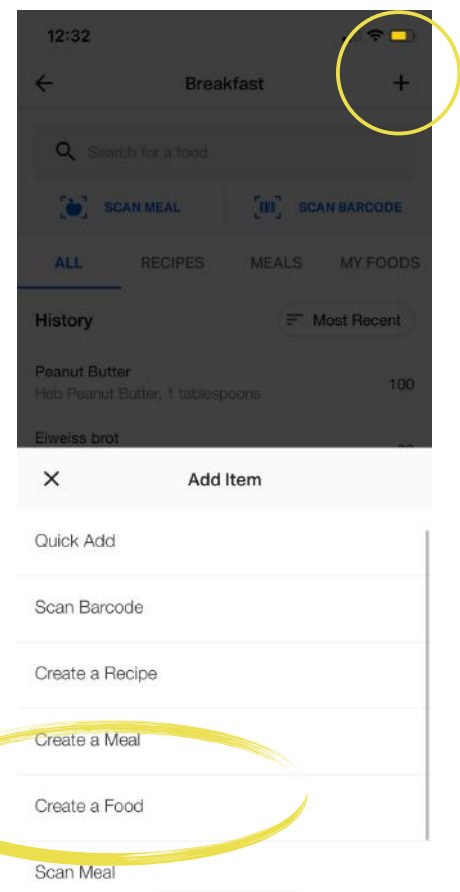 12:32
Breakfast
Search for a food
SCAN MEAL SCAN BARCODE
ALL RECIPES MEALS MY FOODS
History Most Recent
Peanut Butter
Heb Peanut Butter, 1 tablespoons 100
Eiweiss brot
Add Item
Quick Add
Scan Barcode
Create a Recipe
Create a Meal
Create a Food
Scan Meal